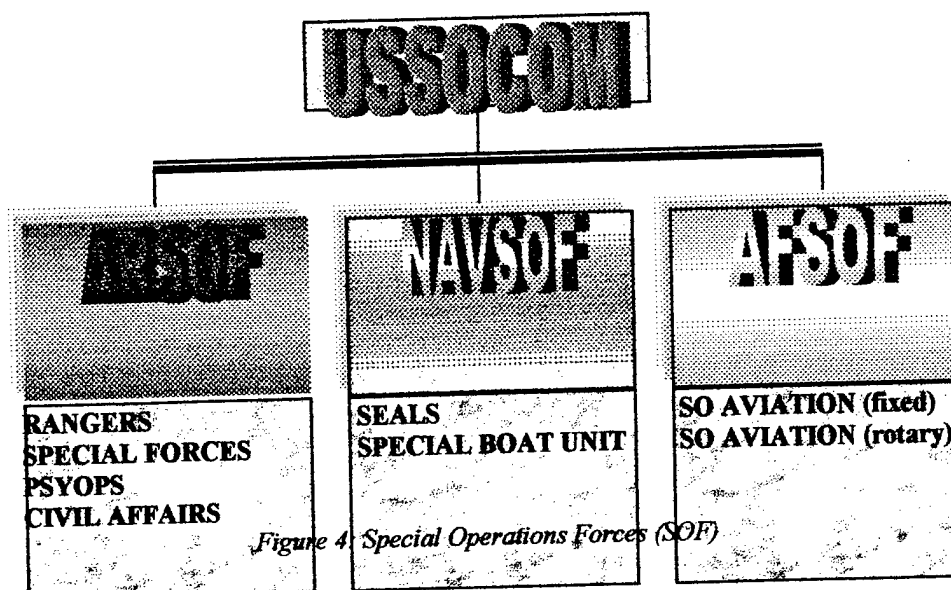 USSOCOM
ARSOF
NAVSOF
AFSOF
RANGERS
SPECIAL FORCES
PSYOPS
CIVIL AFFAIRS
SEALS
SPECIAL BOAT UNIT
SO AVIATION (fixed)
SO AVIATION (rotary)
Figure 4: Special Operations Forces (SOF)